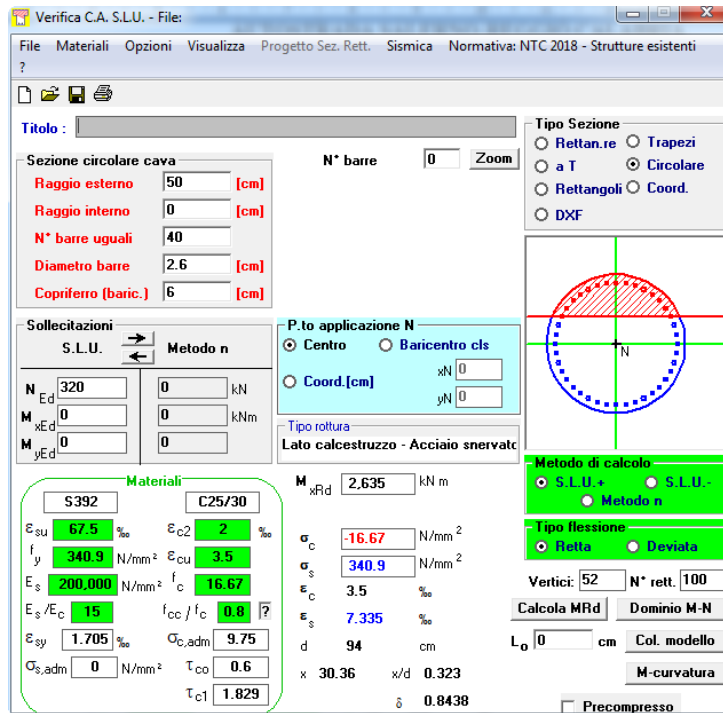 Verifica C.A. S.L.U. - File:
File Materiali Opzioni Visualizza Progetto Sez. Rett. Sismica Normativa: NTC 2018 - Strutture esistenti
?
Titolo :
Tipo Sezione
Rettan.re Trapezi
a T Circolare
Rettangoli Coord.
DXF
Sezione circolare cava
N° barre 0 Zoom
Raggio esterno 50 [cm]
Raggio interno 0 [cm]
N° barre uguali 40
Diametro barre 2.6 [cm]
Copriferro (baric.) 6 [cm]
N
Sollecitazioni
S.L.U. Metodo n
N Ed 320 0 kN
M xEd 0 0 kNm
M yEd 0 0
P.to applicazione N
Centro Baricentro cls
Coord.[cm] xN 0
yN 0
Tipo rottura
Lato calcestruzzo - Acciaio snervato
Metodo di calcolo
S.L.U.+ S.L.U.-
Metodo n
Tipo flessione
Retta Deviata
Materiali
S392 C25/30
εsu 67.5 ‰ εc2 2 ‰
fy 340.9 N/mm² εcu 3.5
Es 200,000 N/mm² fc 16.67
Es/Ec 15 fcc / fc 0.8 ?
εsy 1.705 ‰ σc,adm 9.75
σs,adm 0 N/mm² τco 0.6
τc1 1.829
M xRd 2,635 kN m
σc -16.67 N/mm²
σs 340.9 N/mm²
εc 3.5 ‰
εs 7.335 ‰
d 94 cm
x 30.36 x/d 0.323
δ 0.8438
Vertici: 52 N° rett. 100
Calcola MRd Dominio M-N
Lo 0 cm Col. modello
M-curvatura
Precompresso